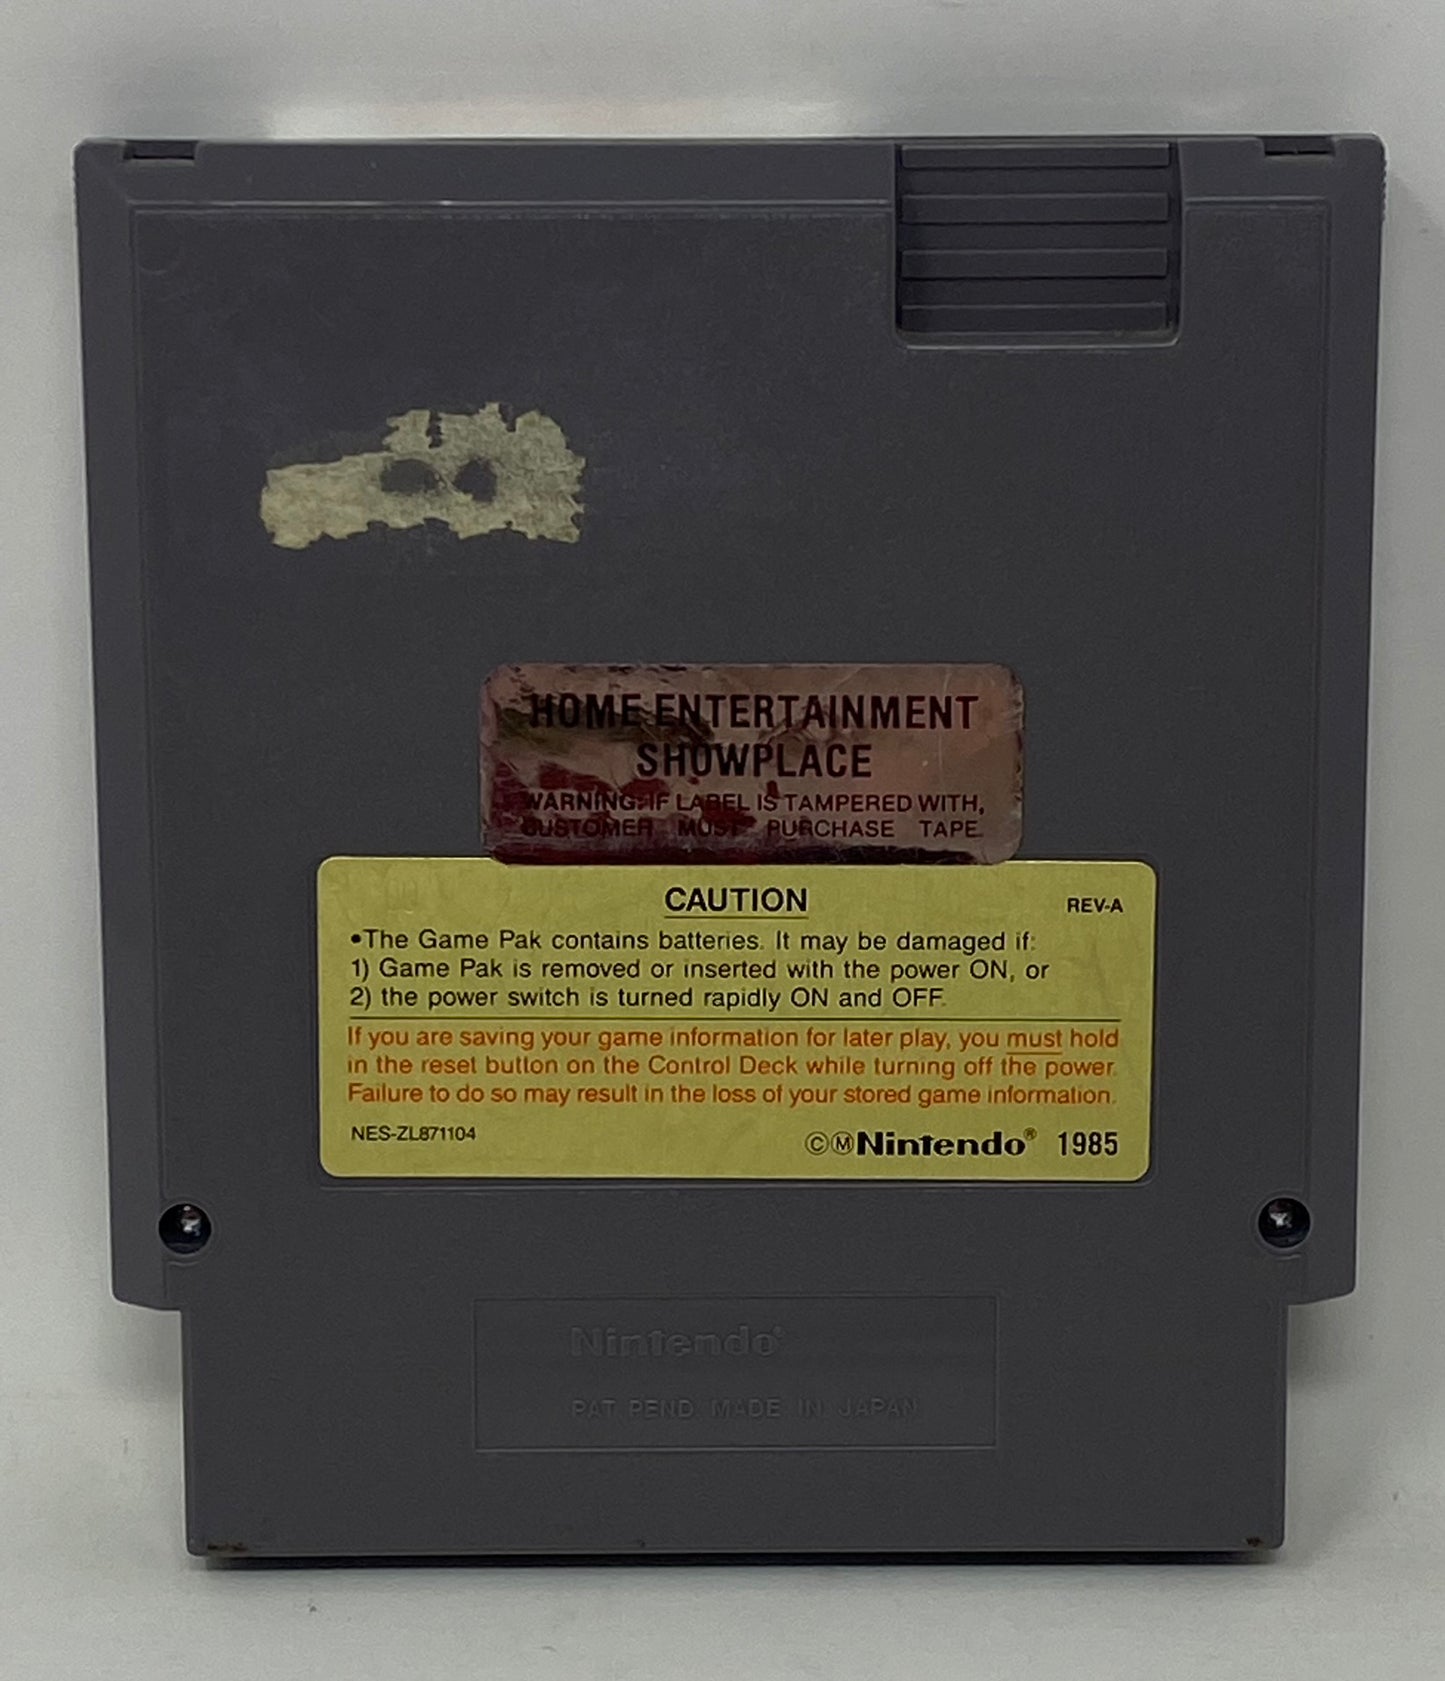 HOME ENTERTAINMENT
SHOWPLACE
WARNING: IF LABEL IS TAMPERED WITH,
CUSTOMER MUST PURCHASE TAPE.
CAUTION
REV-A
•The Game Pak contains batteries. It may be damaged if:
1) Game Pak is removed or inserted with the power ON, or
2) the power switch is turned rapidly ON and OFF.
If you are saving your game information for later play, you must hold
in the reset button on the Control Deck while turning off the power.
Failure to do so may result in the loss of your stored game information.
NES-ZL871104
©Ⓜ Nintendo® 1985
Nintendo®
PAT. PEND. MADE IN JAPAN